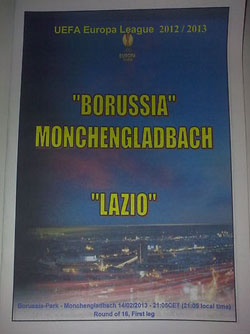 UEFA Europa League 2012 / 2013
EUROPA
"BORUSSIA"
MONCHENGLADBACH
"LAZIO"
Borussia-Park - Monchengladbach 14/02/2013 - 21:05CET (21:05 local time)
Round of 16, First leg